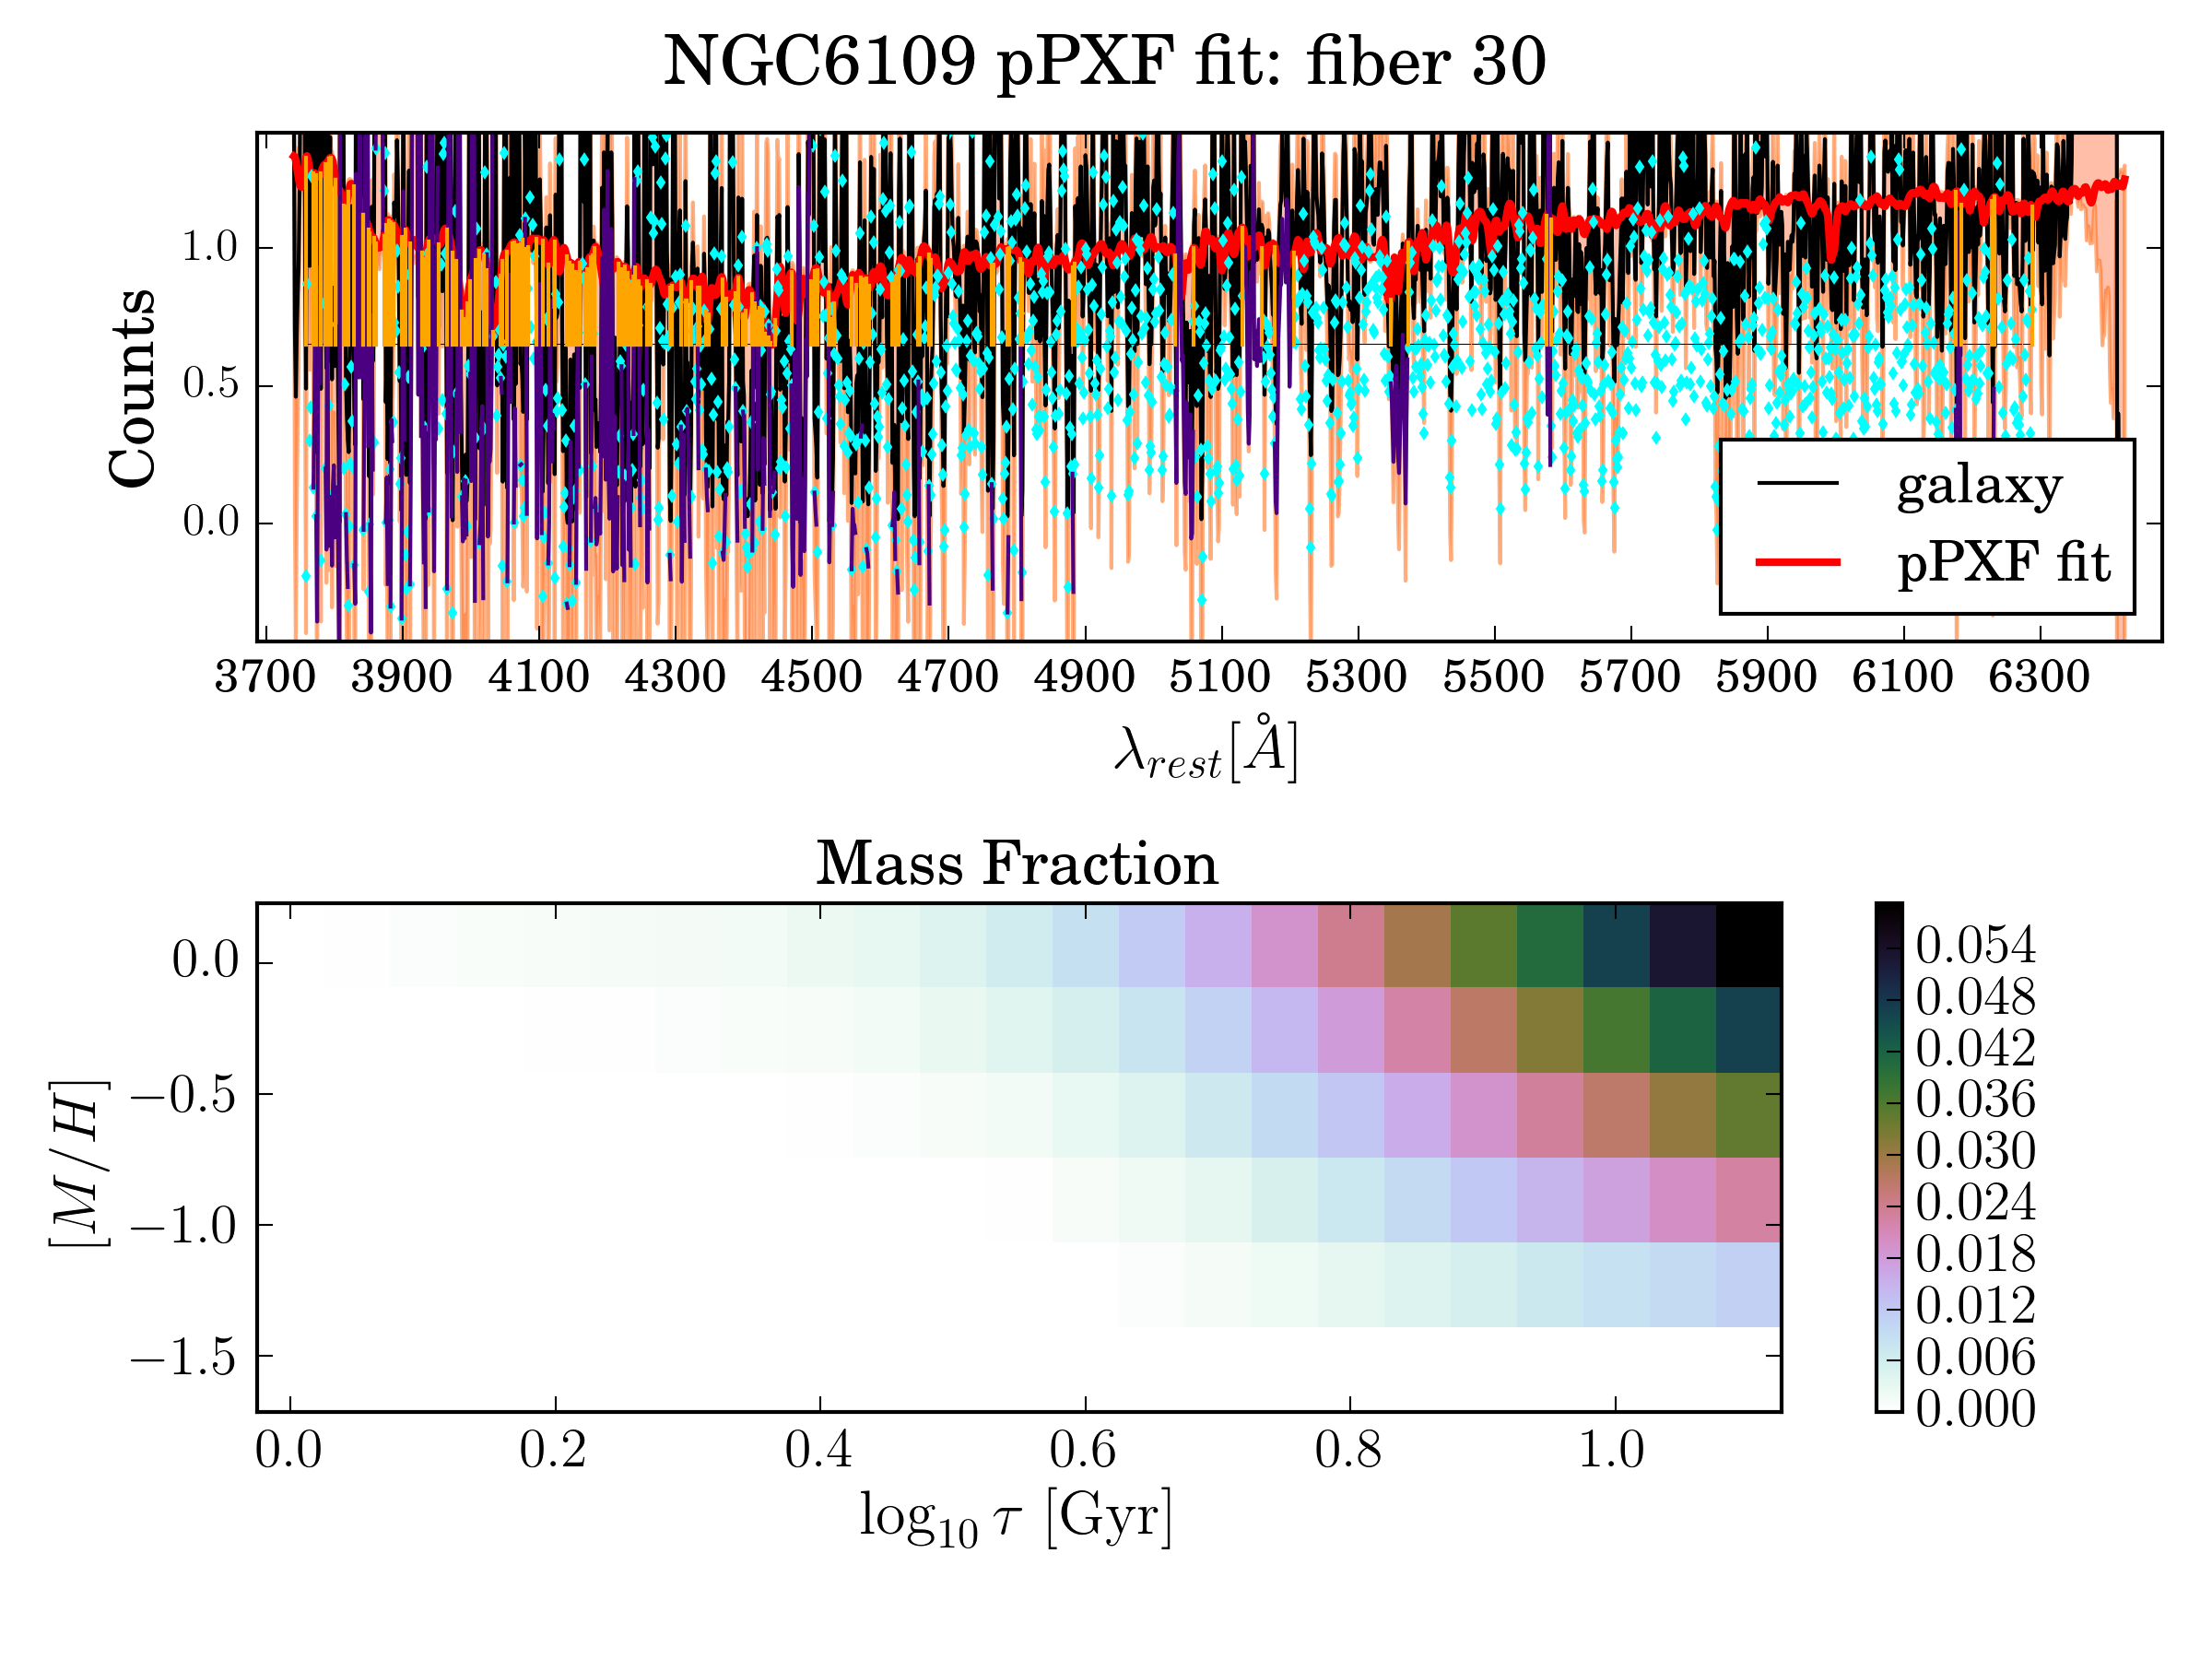 NGC6109 pPXF fit: fiber 30
Counts
1.0
0.5
0.0
galaxy
pPXF fit
3700 3900 4100 4300 4500 4700 4900 5100 5300 5500 5700 5900 6100 6300
λrest[Å]
Mass Fraction
[M/H]
0.0
−0.5
−1.0
−1.5
0.0 0.2 0.4 0.6 0.8 1.0
log10 τ [Gyr]
0.054
0.048
0.042
0.036
0.030
0.024
0.018
0.012
0.006
0.000